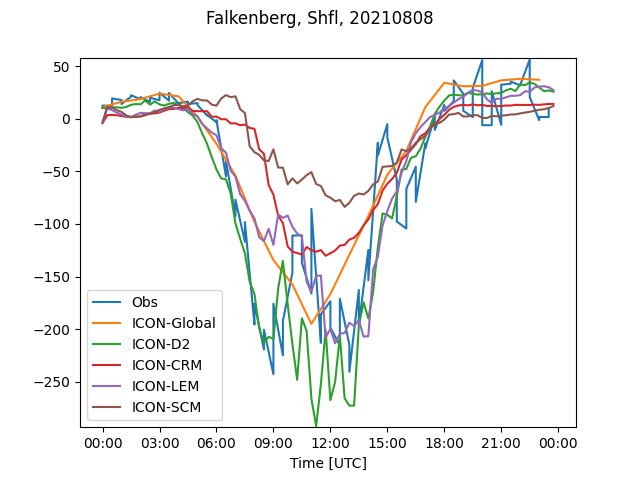 Falkenberg, Shfl, 20210808
50
0
−50
−100
−150
−200
−250
Obs
ICON-Global
ICON-D2
ICON-CRM
ICON-LEM
ICON-SCM
00:00 03:00 06:00 09:00 12:00 15:00 18:00 21:00 00:00
Time [UTC]